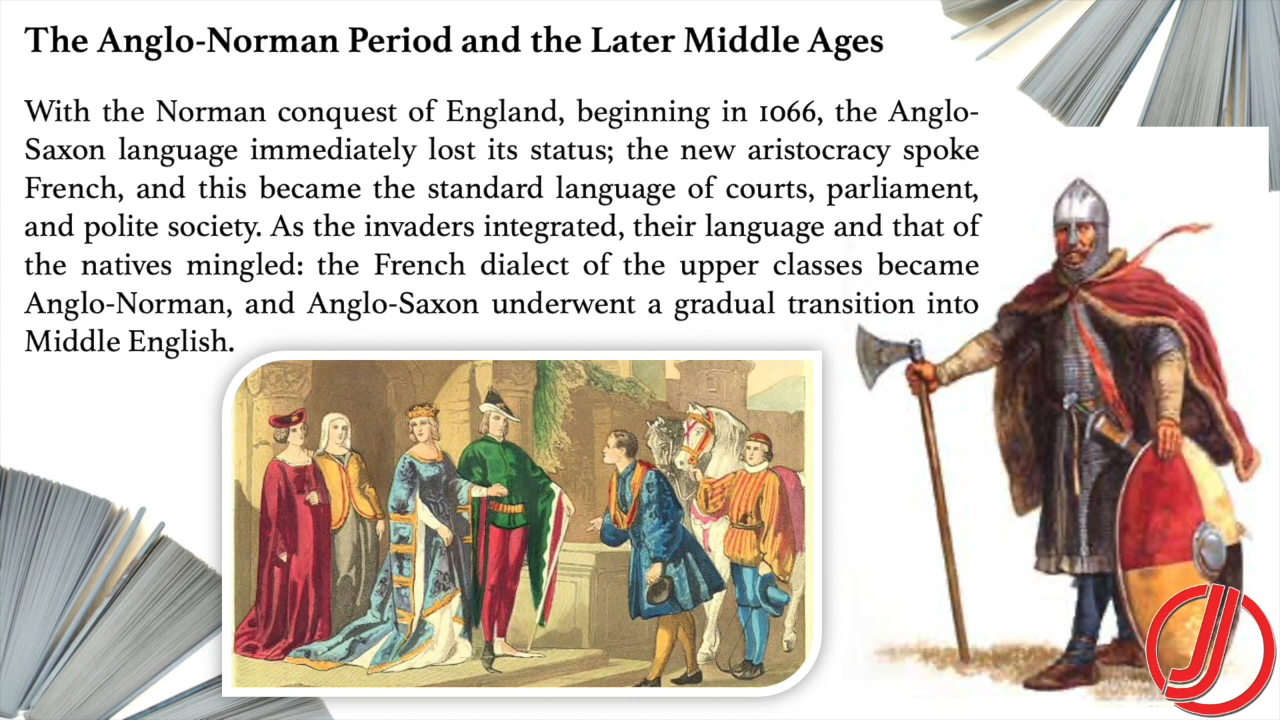 The Anglo-Norman Period and the Later Middle Ages
With the Norman conquest of England, beginning in 1066, the Anglo-
Saxon language immediately lost its status; the new aristocracy spoke
French, and this became the standard language of courts, parliament,
and polite society. As the invaders integrated, their language and that of
the natives mingled: the French dialect of the upper classes became
Anglo-Norman, and Anglo-Saxon underwent a gradual transition into
Middle English.